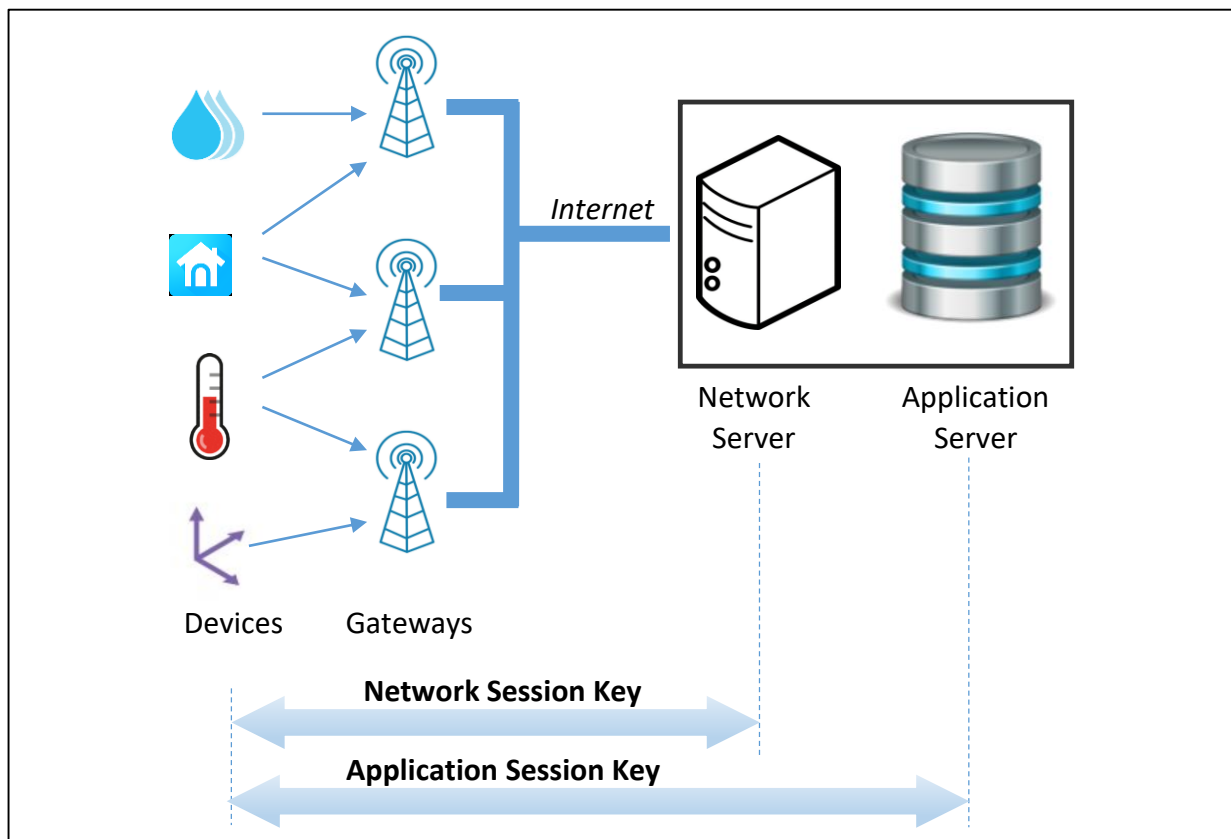 Internet
Network
Server
Application
Server
Devices
Gateways
Network Session Key
Application Session Key